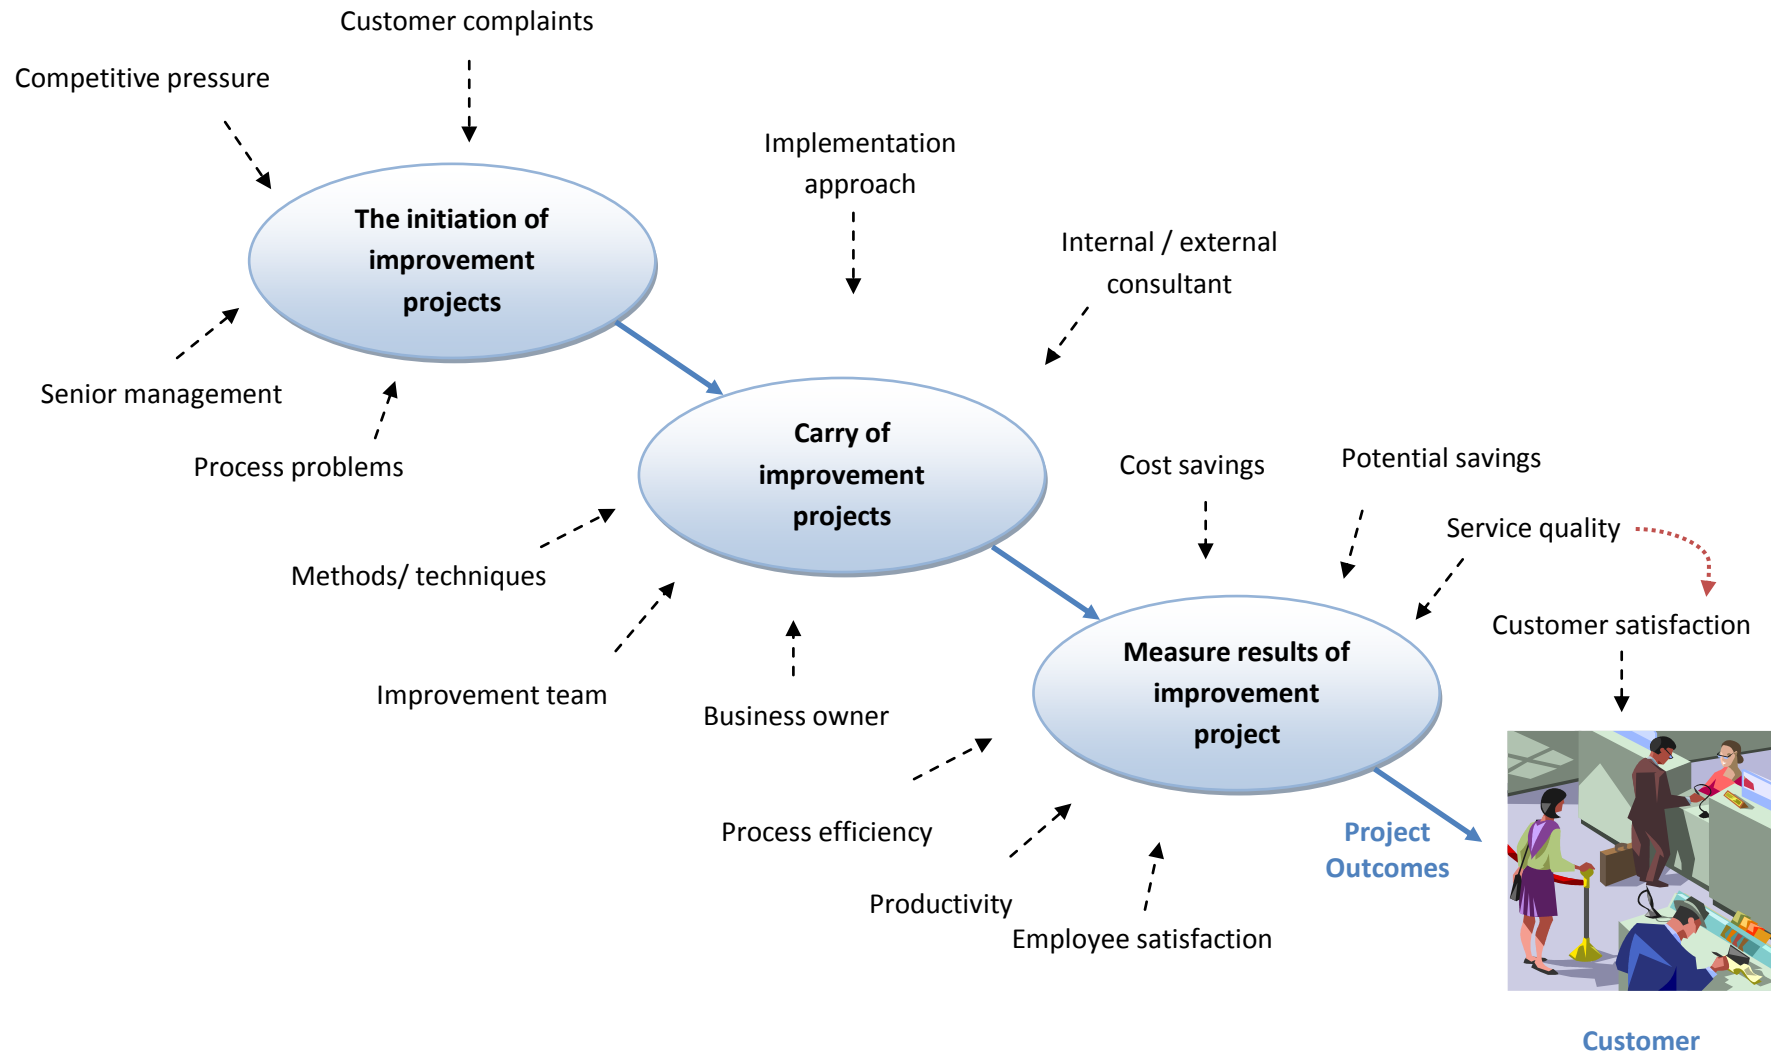 Customer complaints
Competitive pressure
Implementation
approach
The initiation of
improvement
projects
Internal / external
consultant
Senior management
Process problems
Carry of
improvement
projects
Cost savings
Potential savings
Service quality
Methods/ techniques
Customer satisfaction
Improvement team
Business owner
Measure results of
improvement
project
Process efficiency
Project
Outcomes
Productivity
Employee satisfaction
Customer